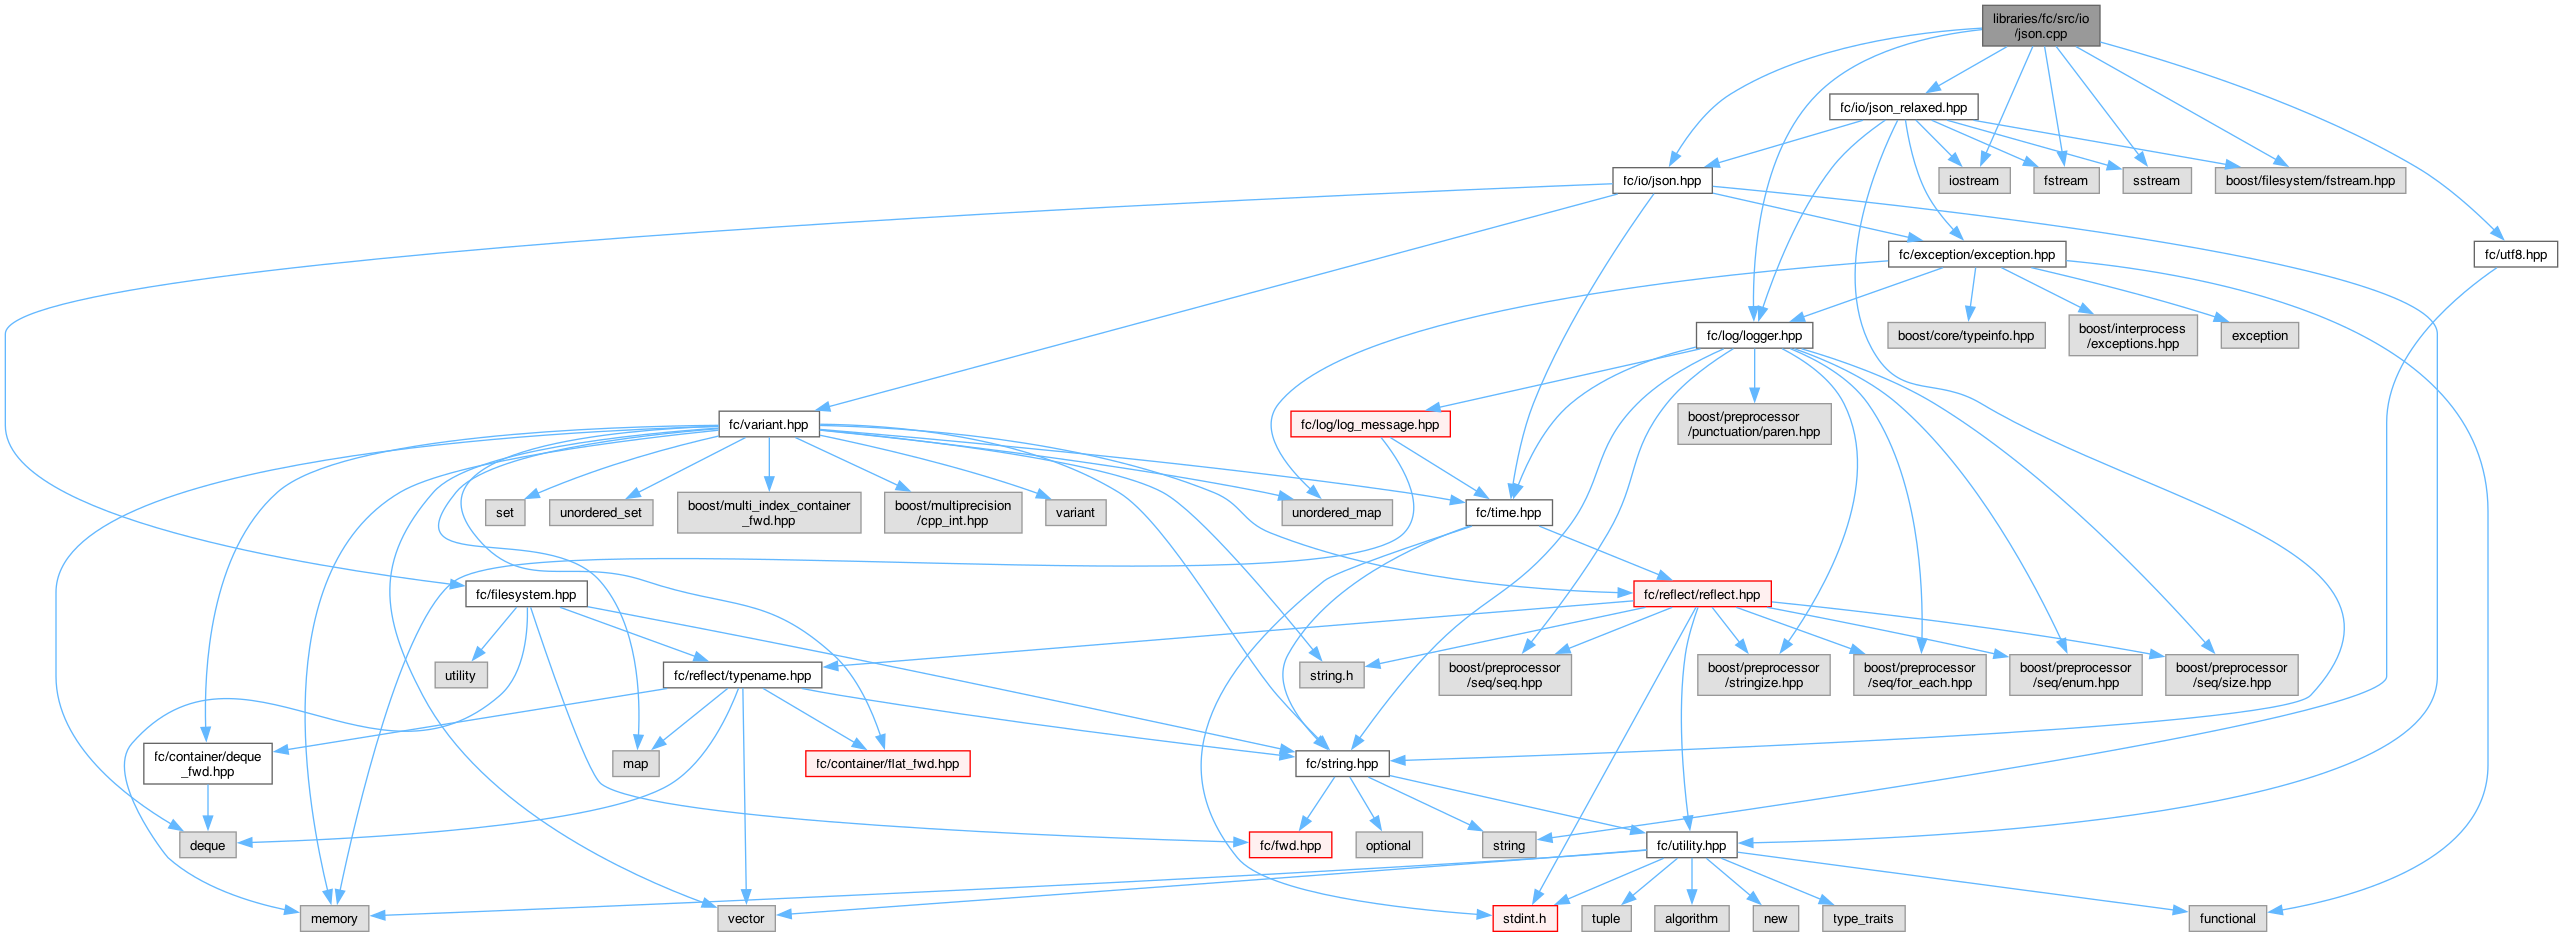 libraries/fc/src/io
/json.cpp
fc/io/json_relaxed.hpp
fc/io/json.hpp
iostream
fstream
sstream
boost/filesystem/fstream.hpp
fc/exception/exception.hpp
fc/utf8.hpp
fc/log/logger.hpp
boost/core/typeinfo.hpp
boost/interprocess
/exceptions.hpp
exception
fc/variant.hpp
fc/log/log_message.hpp
boost/preprocessor
/punctuation/paren.hpp
set
unordered_set
boost/multi_index_container
_fwd.hpp
boost/multiprecision
/cpp_int.hpp
variant
unordered_map
fc/time.hpp
fc/filesystem.hpp
fc/reflect/reflect.hpp
utility
fc/reflect/typename.hpp
string.h
boost/preprocessor
/seq/seq.hpp
boost/preprocessor
/stringize.hpp
boost/preprocessor
/seq/for_each.hpp
boost/preprocessor
/seq/enum.hpp
boost/preprocessor
/seq/size.hpp
fc/container/deque
_fwd.hpp
map
fc/container/flat_fwd.hpp
fc/string.hpp
deque
fc/fwd.hpp
optional
string
fc/utility.hpp
memory
vector
stdint.h
tuple
algorithm
new
type_traits
functional